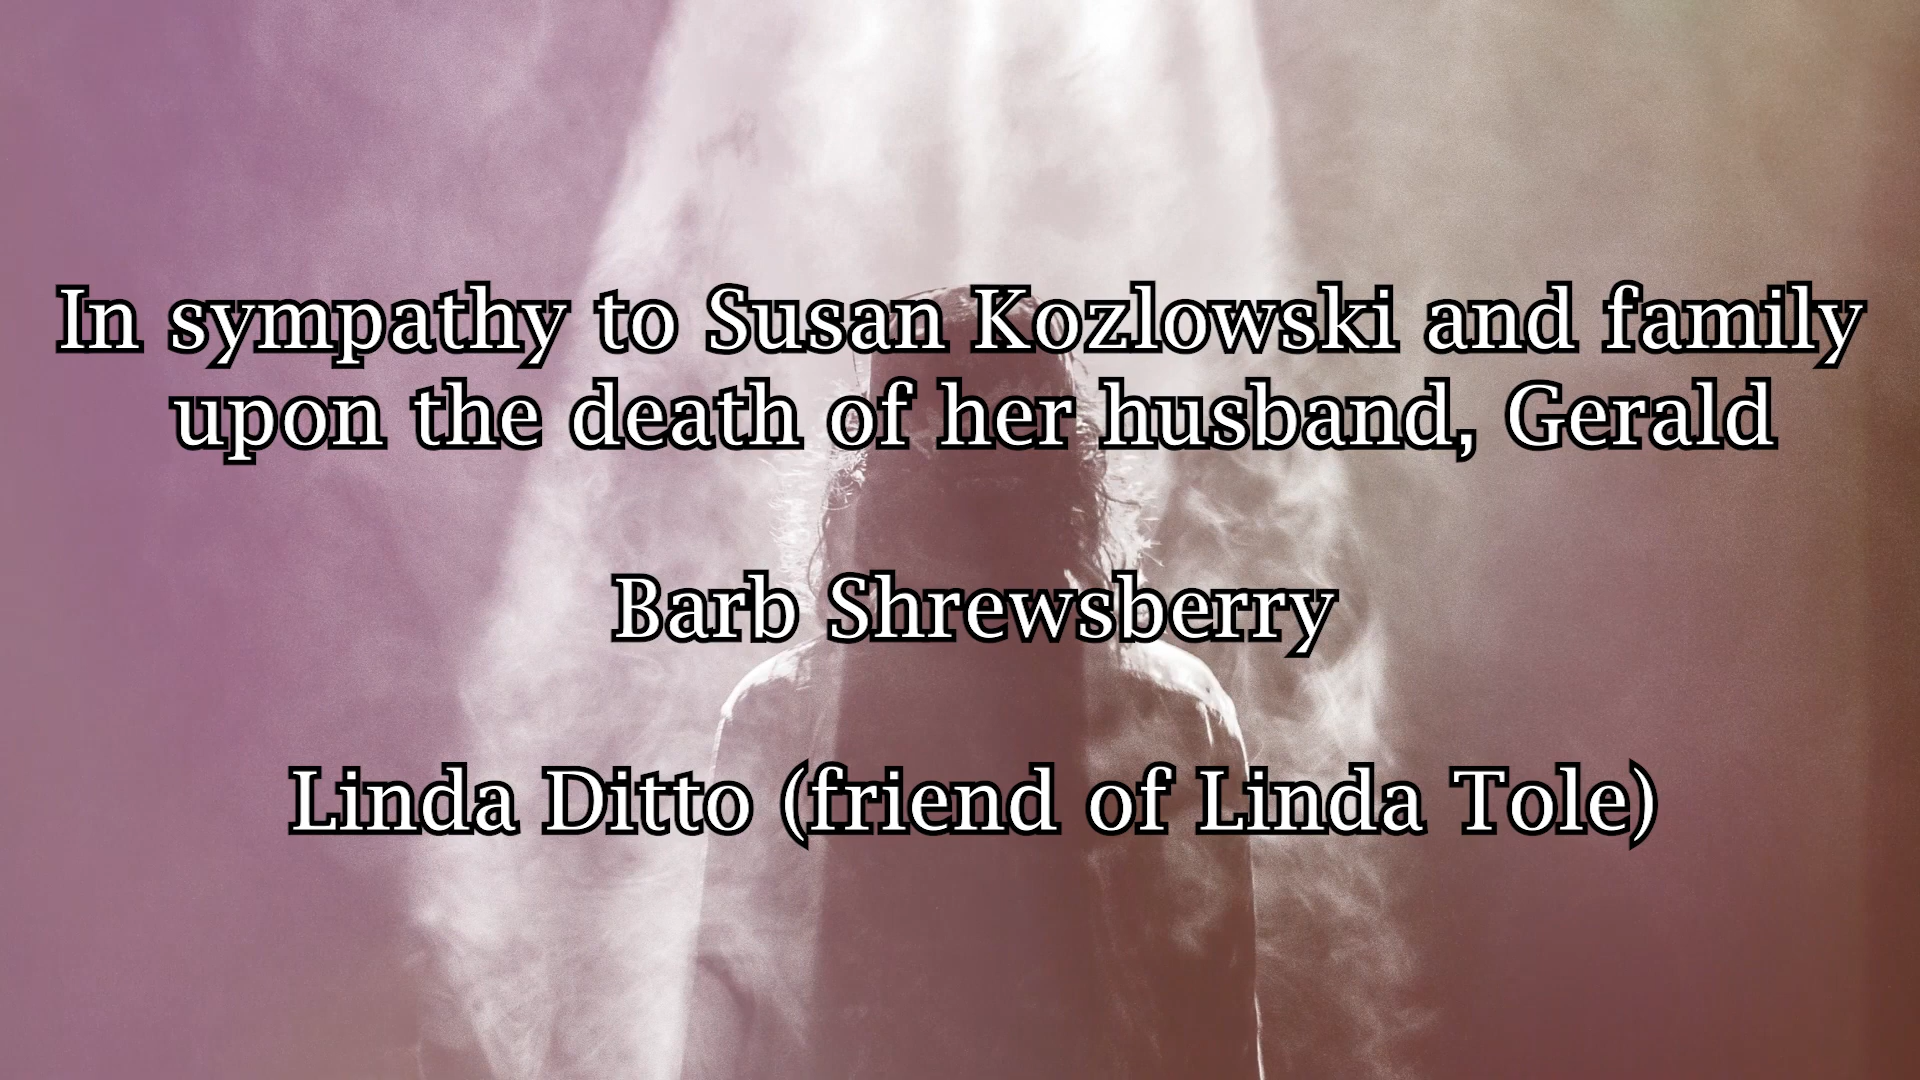 In sympathy to Susan Kozlowski and family
upon the death of her husband, Gerald
Barb Shrewsberry
Linda Ditto (friend of Linda Tole)